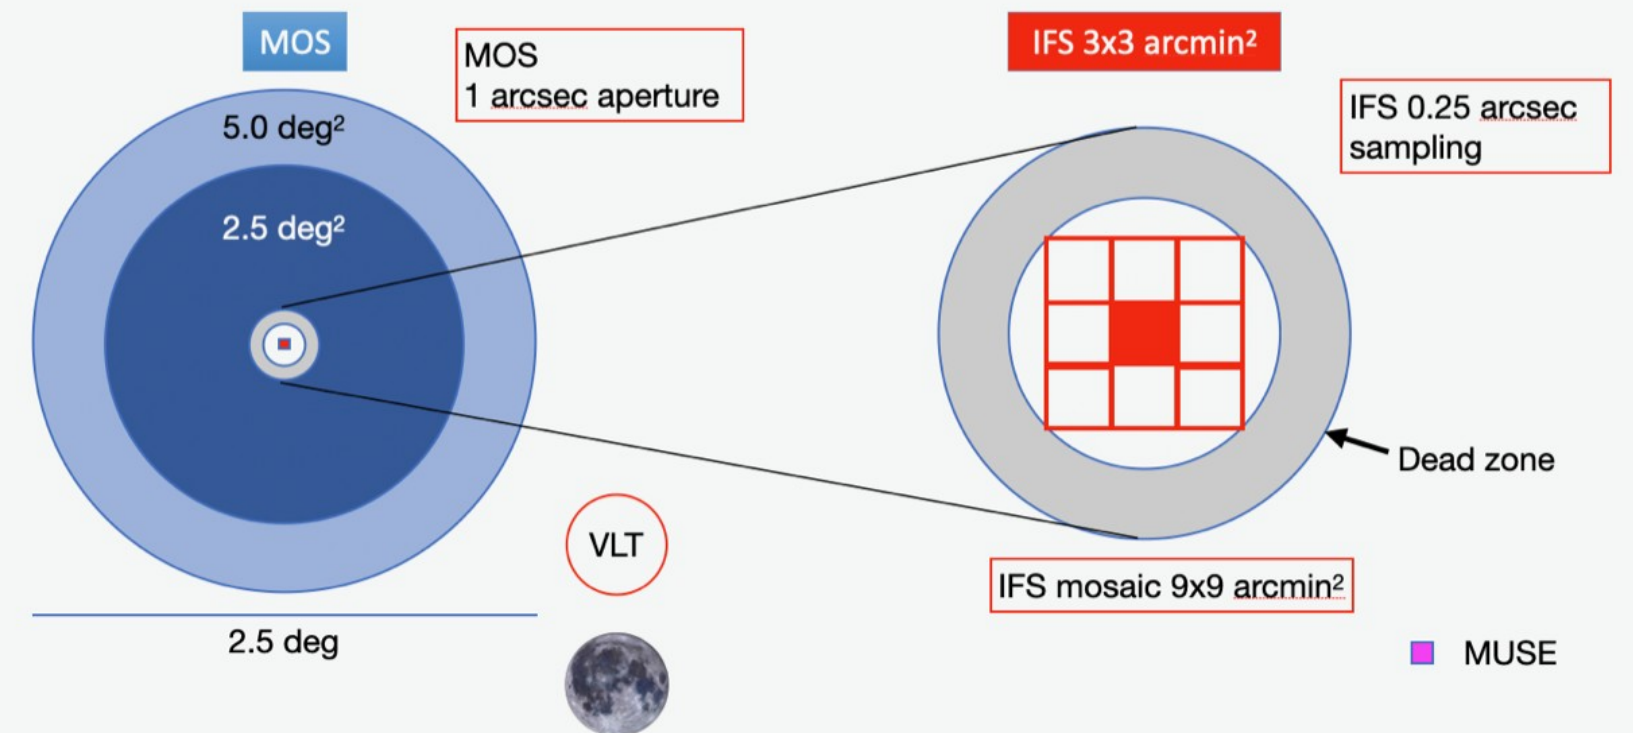 MOS
MOS
1 arcsec aperture
IFS 3x3 arcmin²
IFS 0.25 arcsec
sampling
5.0 deg²
2.5 deg²
Dead zone
VLT
IFS mosaic 9x9 arcmin²
2.5 deg
MUSE